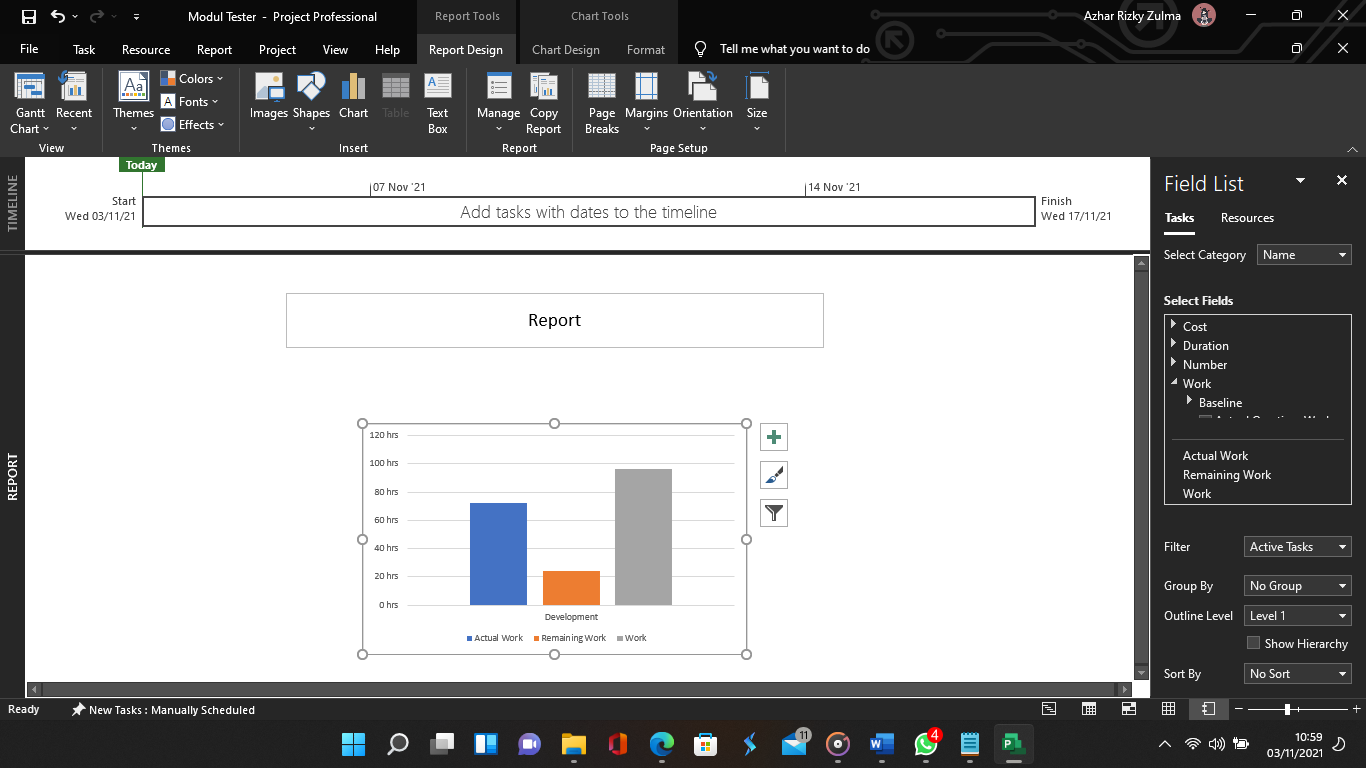 Modul Tester - Project Professional
Report Tools
Chart Tools
Azhar Rizky Zulma
File Task Resource Report Project View Help Report Design Chart Design Format Tell me what you want to do
Gantt Chart
Recent
View
Themes
Colors
Fonts
Effects
Themes
Images
Shapes
Chart
Table
Text Box
Insert
Manage
Copy Report
Report
Page Breaks
Margins
Orientation
Size
Page Setup
TIMELINE
Today
07 Nov '21
14 Nov '21
Start
Wed 03/11/21
Add tasks with dates to the timeline
Finish
Wed 17/11/21
REPORT
Report
120 hrs
100 hrs
80 hrs
60 hrs
40 hrs
20 hrs
0 hrs
Development
Actual Work Remaining Work Work
Field List
Tasks Resources
Select Category Name
Select Fields
Cost
Duration
Number
Work
Baseline
Actual Work
Remaining Work
Work
Filter Active Tasks
Group By No Group
Outline Level Level 1
Show Hierarchy
Sort By No Sort
Ready New Tasks : Manually Scheduled
11
4
10:59
03/11/2021